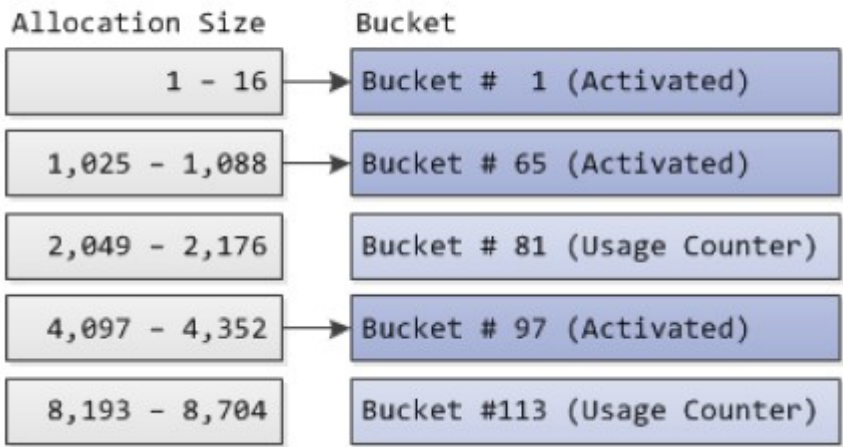 Allocation Size Bucket
1 – 16 Bucket # 1 (Activated)
1,025 – 1,088 Bucket # 65 (Activated)
2,049 – 2,176 Bucket # 81 (Usage Counter)
4,097 – 4,352 Bucket # 97 (Activated)
8,193 – 8,704 Bucket #113 (Usage Counter)